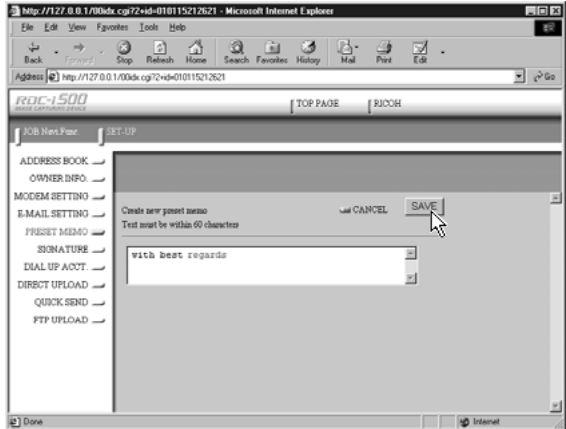 http://127.0.0.1/00idx.cgi?2+id=010115212621 - Microsoft Internet Explorer
File Edit View Favorites Tools Help
Back Forward Stop Refresh Home Search Favorites History Mail Print Edit
Address http://127.0.0.1/00idx.cgi?2+id=010115212621 Go
RDC-i500
IMAGE CAPTURING DEVICE
TOP PAGE RICOH
JOB Navi.Func. SET-UP
ADDRESS BOOK
OWNER INFO.
MODEM SETTING
E-MAIL SETTING
PRESET MEMO
SIGNATURE
DIAL UP ACCT.
DIRECT UPLOAD
QUICK SEND
FTP UPLOAD
Create new preset memo
Text must be within 60 characters
CANCEL SAVE
with best regards
Done Internet